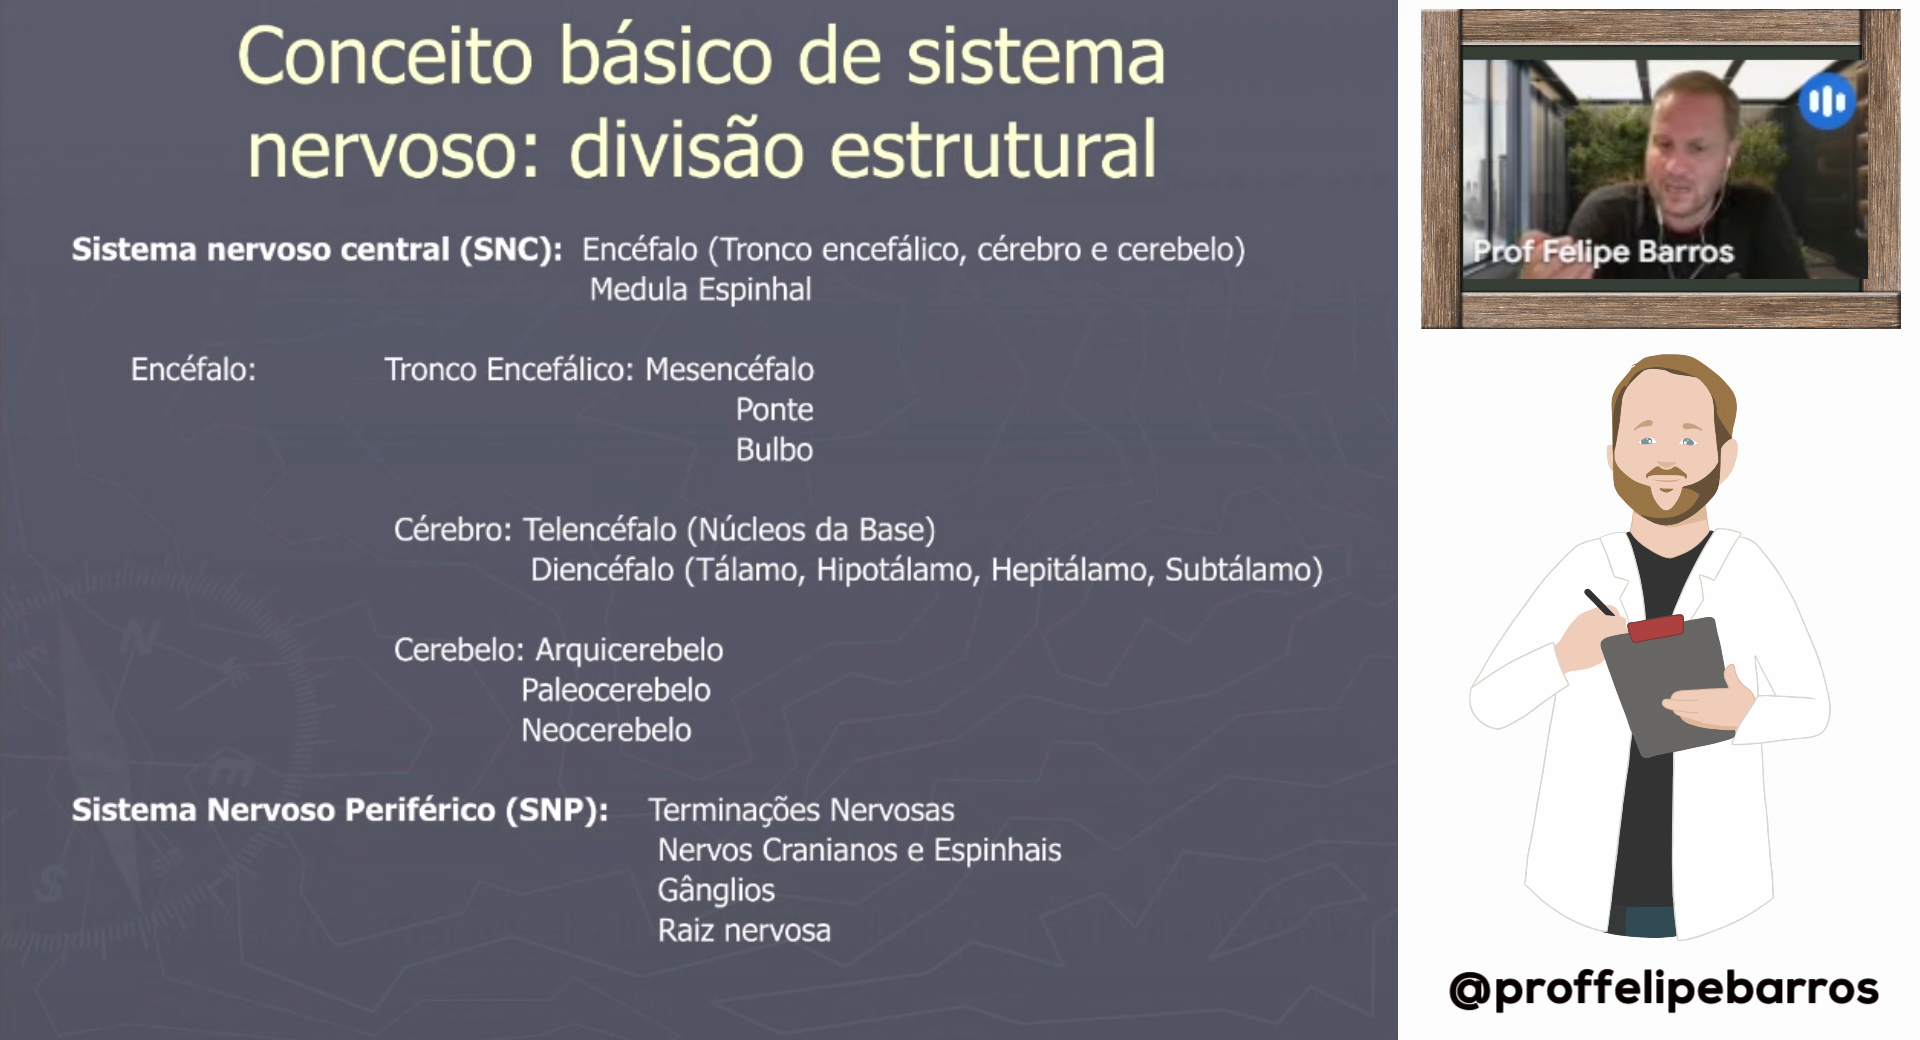 Conceito básico de sistema
nervoso: divisão estrutural
Sistema nervoso central (SNC): Encéfalo (Tronco encefálico, cérebro e cerebelo)
Medula Espinhal
Encéfalo: Tronco Encefálico: Mesencéfalo
Ponte
Bulbo
Cérebro: Telencéfalo (Núcleos da Base)
Diencéfalo (Tálamo, Hipotálamo, Hepitálamo, Subtálamo)
Cerebelo: Arquicerebelo
Paleocerebelo
Neocerebelo
Sistema Nervoso Periférico (SNP): Terminações Nervosas
Nervos Cranianos e Espinhais
Gânglios
Raiz nervosa
N
E
S
Prof Felipe Barros
@proffelipebarros